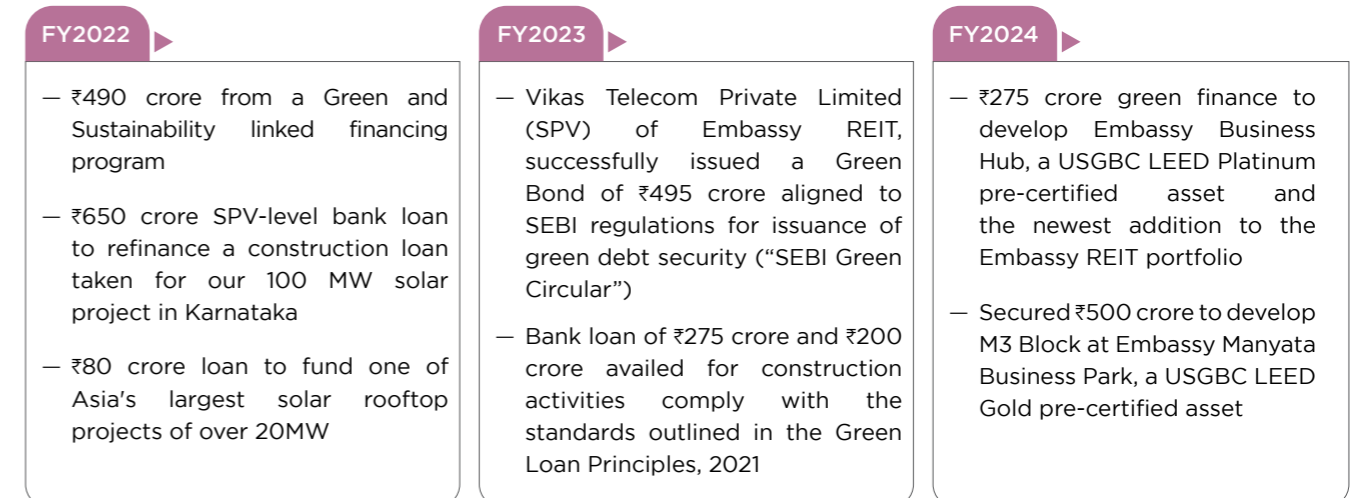 FY2022
— ₹490 crore from a Green and
Sustainability linked financing
program
— ₹650 crore SPV-level bank loan
to refinance a construction loan
taken for our 100 MW solar
project in Karnataka
— ₹80 crore loan to fund one of
Asia's largest solar rooftop
projects of over 20MW
FY2023
— Vikas Telecom Private Limited
(SPV) of Embassy REIT,
successfully issued a Green
Bond of ₹495 crore aligned to
SEBI regulations for issuance of
green debt security (“SEBI Green
Circular”)
— Bank loan of ₹275 crore and ₹200
crore availed for construction
activities comply with the
standards outlined in the Green
Loan Principles, 2021
FY2024
— ₹275 crore green finance to
develop Embassy Business
Hub, a USGBC LEED Platinum
pre-certified asset and
the newest addition to the
Embassy REIT portfolio
— Secured ₹500 crore to develop
M3 Block at Embassy Manyata
Business Park, a USGBC LEED
Gold pre-certified asset